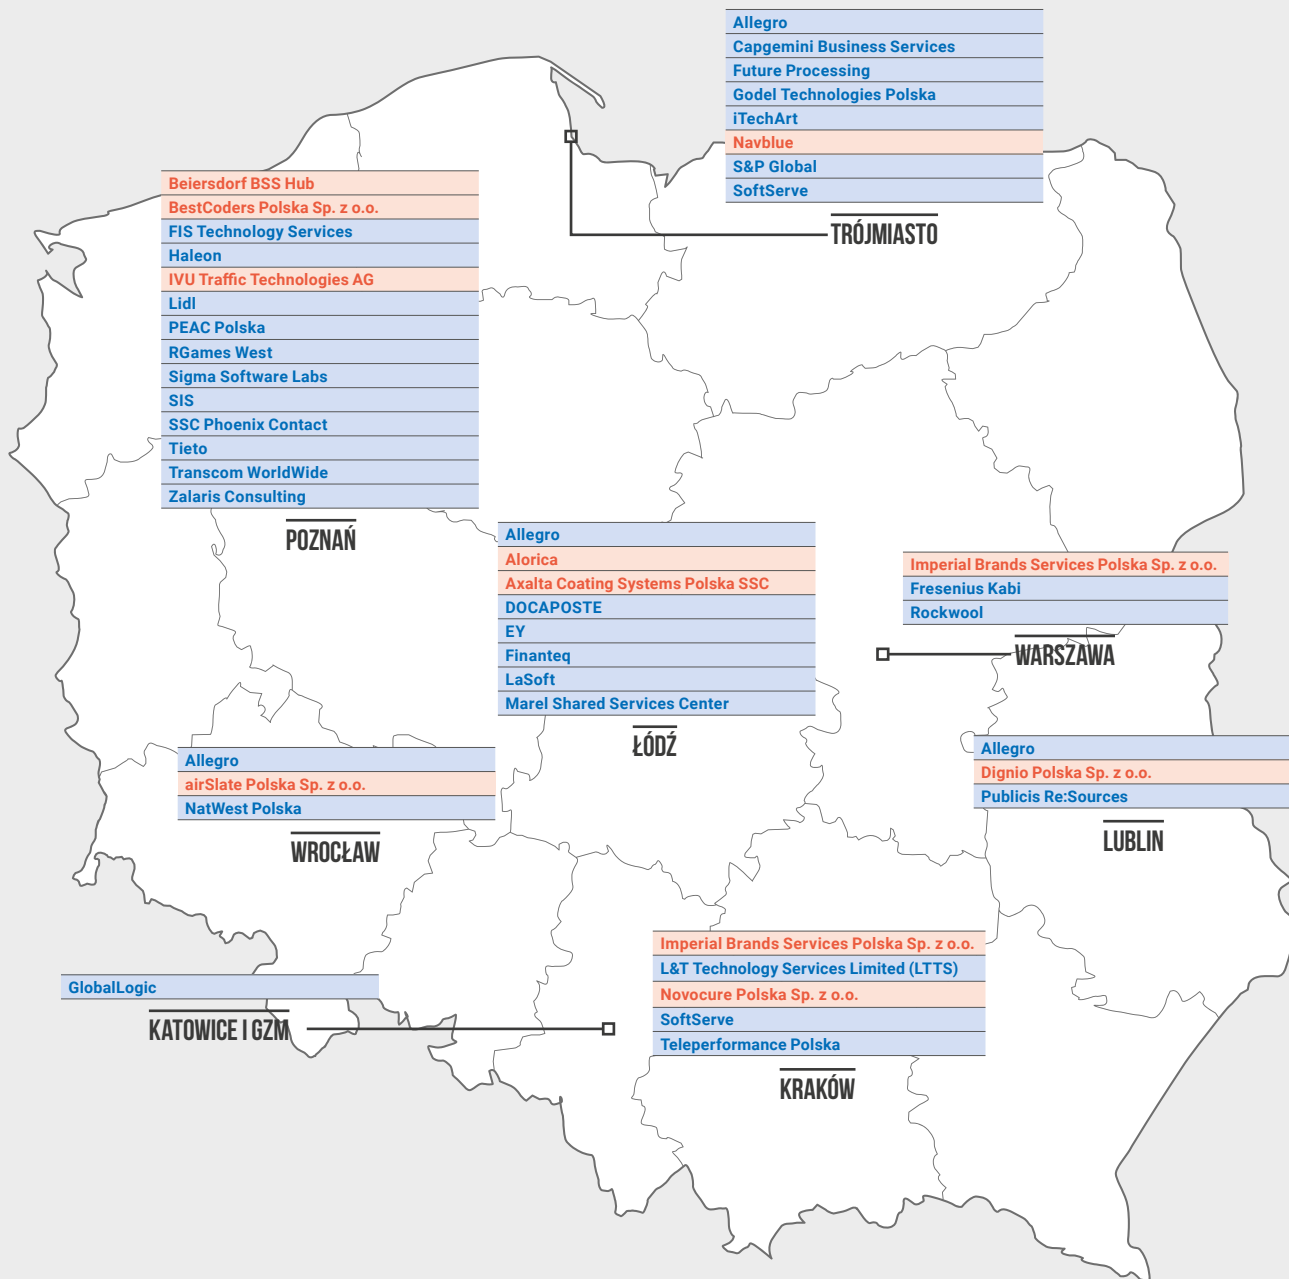 Allegro
Capgemini Business Services
Future Processing
Godel Technologies Polska
iTechArt
Navblue
S&P Global
SoftServe
TRÓJMIASTO
Beiersdorf BSS Hub
BestCoders Polska Sp. z o.o.
FIS Technology Services
Haleon
IVU Traffic Technologies AG
Lidl
PEAC Polska
RGames West
Sigma Software Labs
SIS
SSC Phoenix Contact
Tieto
Transcom WorldWide
Zalaris Consulting
POZNAŃ
Allegro
Alorica
Axalta Coating Systems Polska SSC
DOCAPOSTE
EY
Finanteq
LaSoft
Marel Shared Services Center
ŁÓDŹ
Imperial Brands Services Polska Sp. z o.o.
Fresenius Kabi
Rockwool
WARSZAWA
Allegro
airSlate Polska Sp. z o.o.
NatWest Polska
WROCŁAW
Allegro
Dignio Polska Sp. z o.o.
Publicis Re:Sources
LUBLIN
GlobalLogic
KATOWICE I GZM
Imperial Brands Services Polska Sp. z o.o.
L&T Technology Services Limited (LTTS)
Novocure Polska Sp. z o.o.
SoftServe
Teleperformance Polska
KRAKÓW